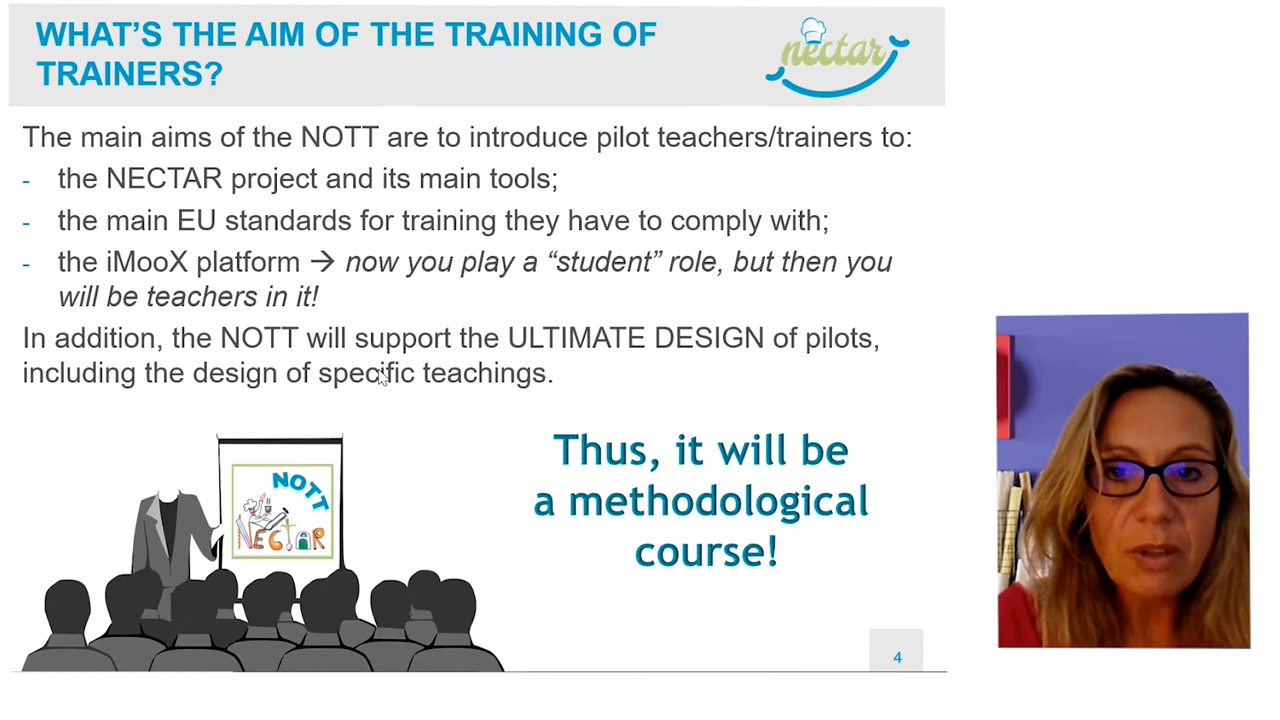 WHAT'S THE AIM OF THE TRAINING OF
TRAINERS?
nectar
The main aims of the NOTT are to introduce pilot teachers/trainers to:
- the NECTAR project and its main tools;
- the main EU standards for training they have to comply with;
- the iMooX platform → now you play a “student” role, but then you
will be teachers in it!
In addition, the NOTT will support the ULTIMATE DESIGN of pilots,
including the design of specific teachings.
NOTT
NECTAR
Thus, it will be
a methodological
course!
4